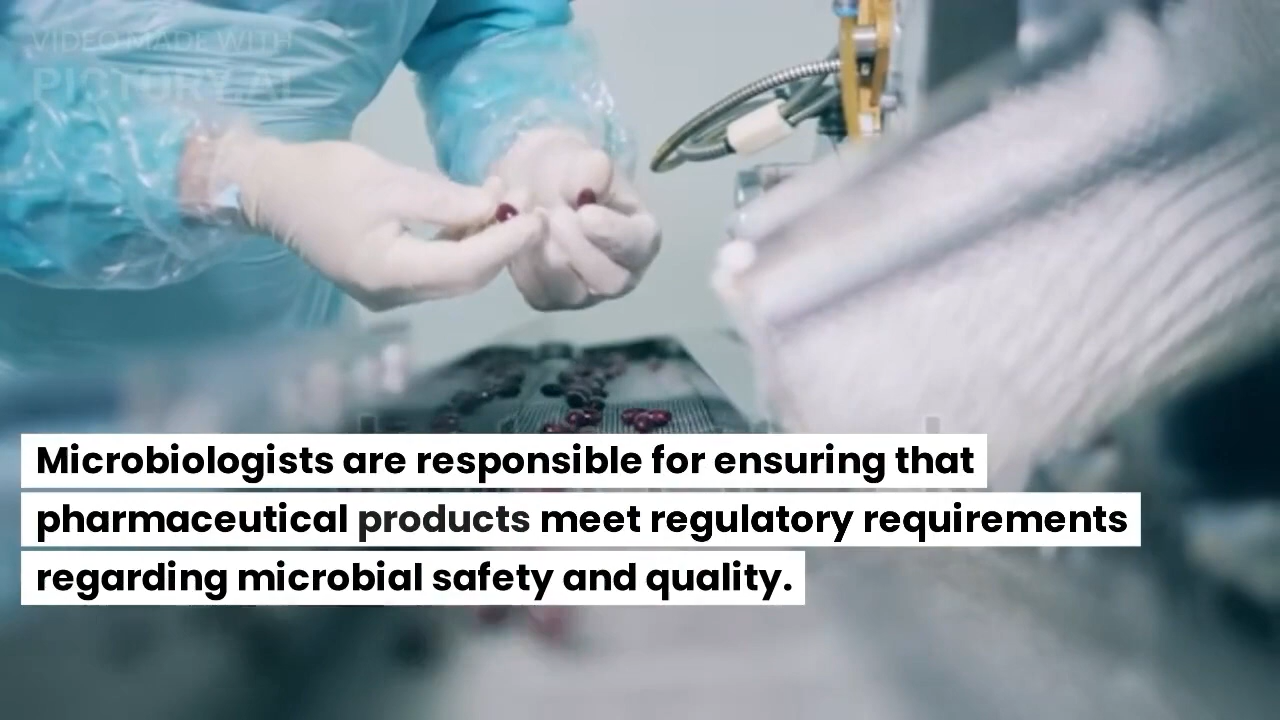 VIDEO MADE WITH
PICTORY.AI
Microbiologists are responsible for ensuring that
pharmaceutical products meet regulatory requirements
regarding microbial safety and quality.